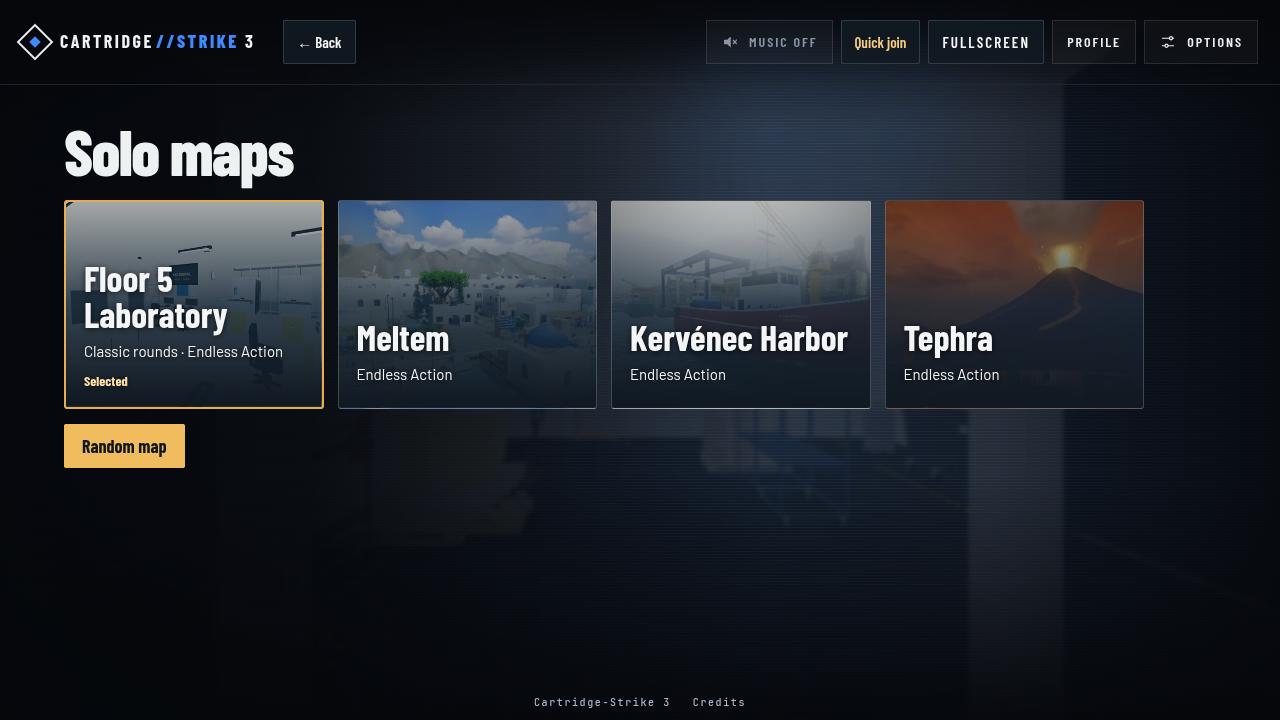 CARTRIDGE//STRIKE 3
← Back
MUSIC OFF
Quick join
FULLSCREEN
PROFILE
OPTIONS
Solo maps
Floor 5
Laboratory
Classic rounds · Endless Action
Selected
Meltem
Endless Action
Kervénec Harbor
Endless Action
Tephra
Endless Action
Random map
Cartridge-Strike 3
Credits